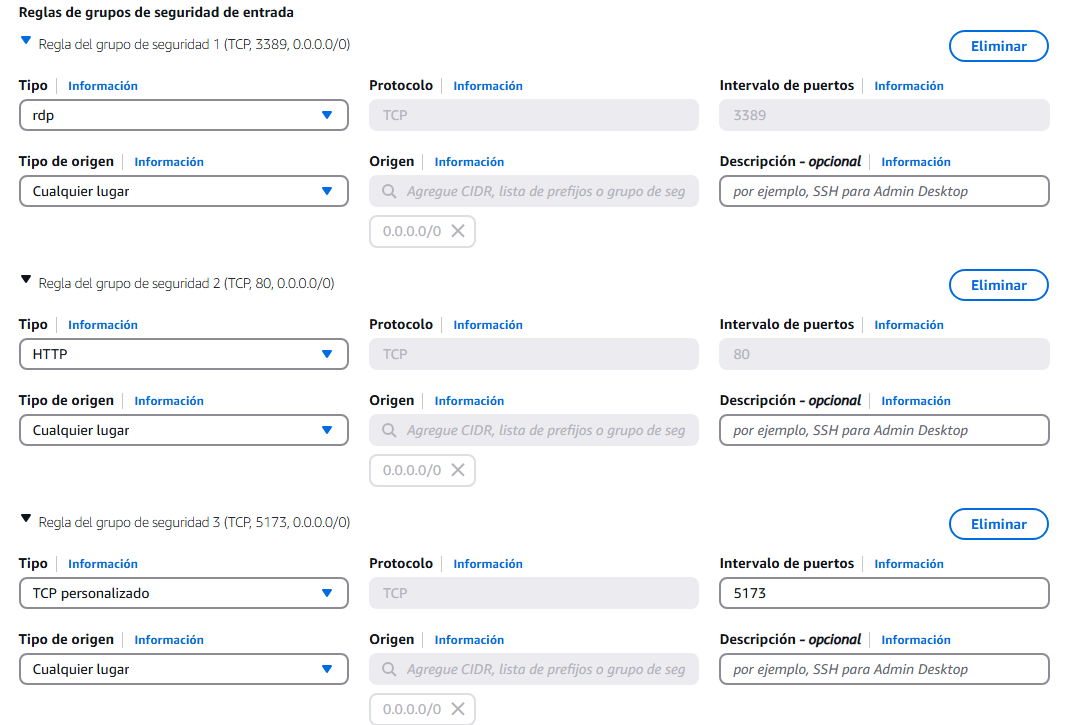 Reglas de grupos de seguridad de entrada
Regla del grupo de seguridad 1 (TCP, 3389, 0.0.0.0/0)
Eliminar
Tipo Información Protocolo Información Intervalo de puertos Información
rdp TCP 3389
Tipo de origen Información Origen Información Descripción - opcional Información
Cualquier lugar Agregue CIDR, lista de prefijos o grupo de seg por ejemplo, SSH para Admin Desktop
0.0.0.0/0
Regla del grupo de seguridad 2 (TCP, 80, 0.0.0.0/0)
Eliminar
Tipo Información Protocolo Información Intervalo de puertos Información
HTTP TCP 80
Tipo de origen Información Origen Información Descripción - opcional Información
Cualquier lugar Agregue CIDR, lista de prefijos o grupo de seg por ejemplo, SSH para Admin Desktop
0.0.0.0/0
Regla del grupo de seguridad 3 (TCP, 5173, 0.0.0.0/0)
Eliminar
Tipo Información Protocolo Información Intervalo de puertos Información
TCP personalizado TCP 5173
Tipo de origen Información Origen Información Descripción - opcional Información
Cualquier lugar Agregue CIDR, lista de prefijos o grupo de seg por ejemplo, SSH para Admin Desktop
0.0.0.0/0